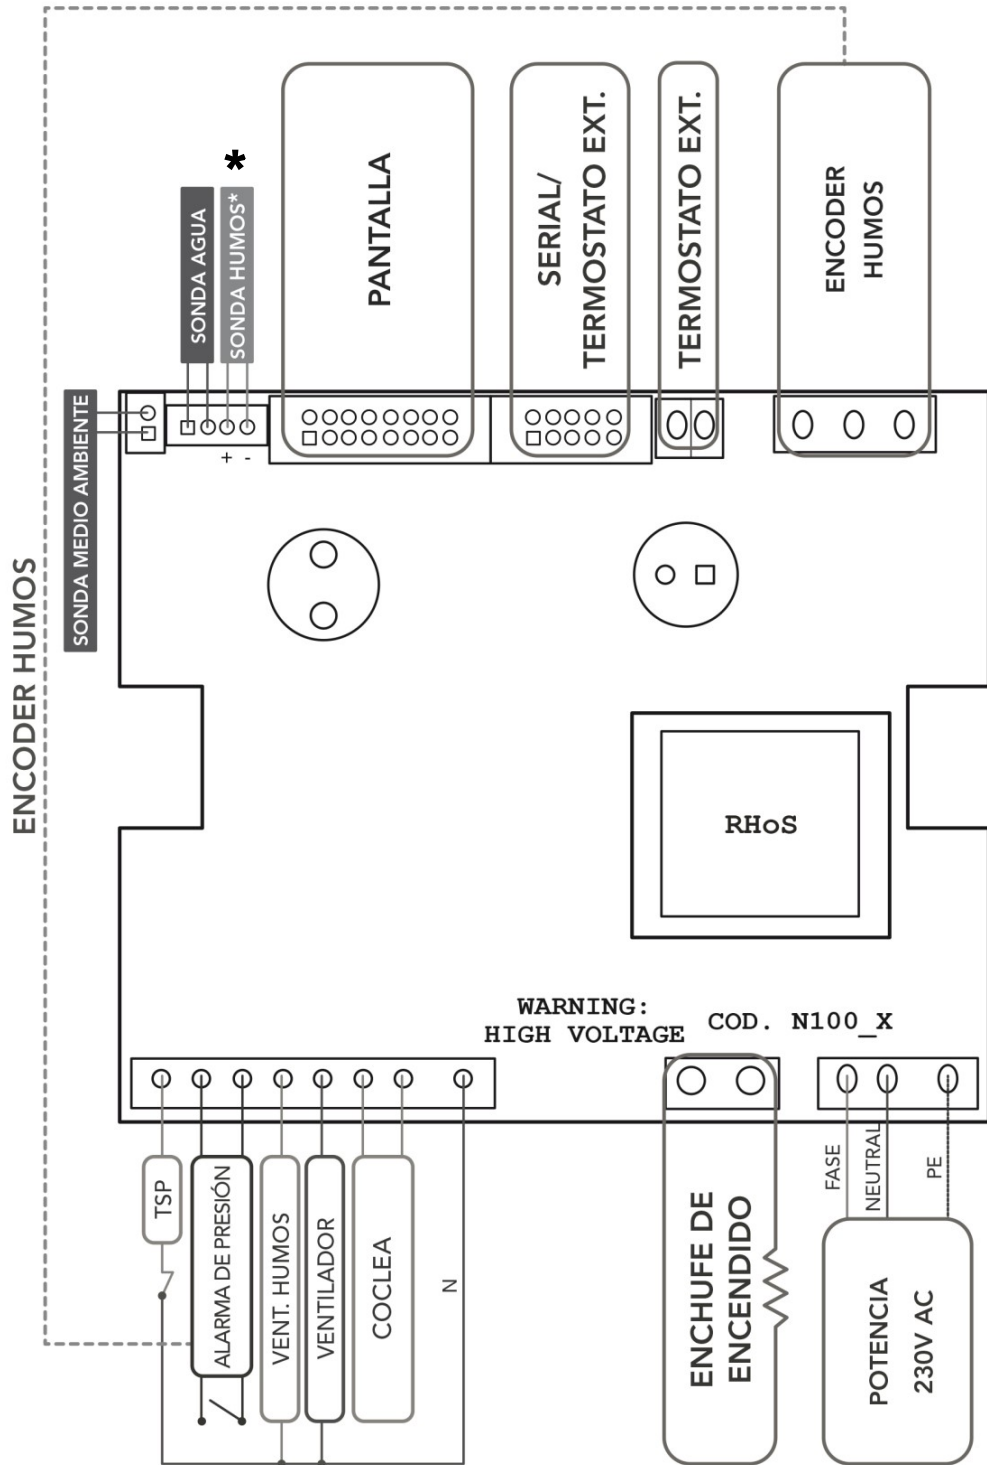 *
SONDA AGUA
SONDA HUMOS*
PANTALLA
SERIAL/
TERMOSTATO EXT.
TERMOSTATO EXT.
ENCODER
HUMOS
SONDA MEDIO AMBIENTE
+ -
ENCODER HUMOS
RHoS
WARNING:
HIGH VOLTAGE
COD. N100_X
TSP
ALARMA DE PRESIÓN
VENT. HUMOS
VENTILADOR
COCLEA
N
ENCHUFE DE
ENCENDIDO
FASE
NEUTRAL
PE
POTENCIA
230V AC